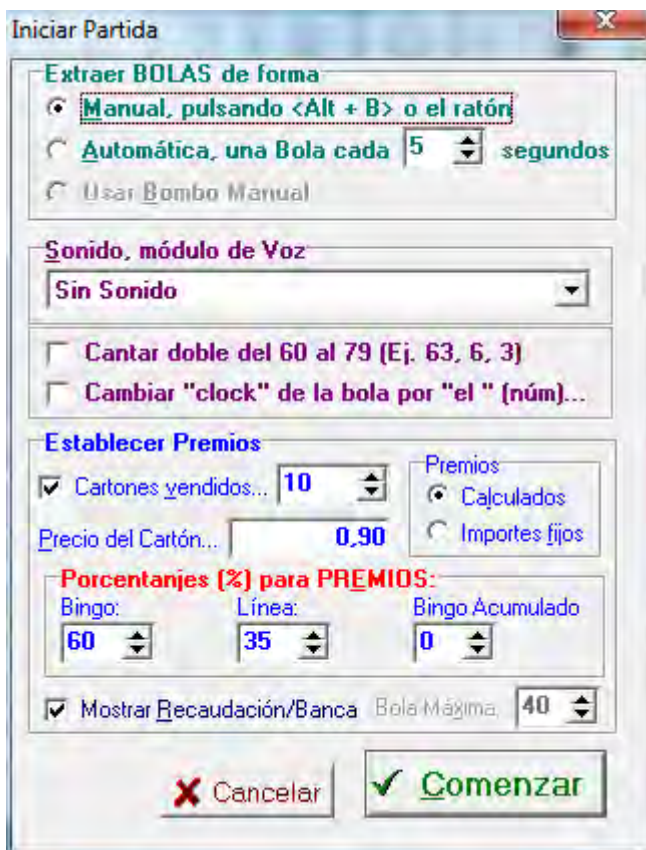 Iniciar Partida
Extraer BOLAS de forma
Manual, pulsando <Alt + B> o el ratón
Automática, una Bola cada 5 segundos
Usar Bombo Manual
Sonido, módulo de Voz
Sin Sonido
Cantar doble del 60 al 79 (Ej. 63, 6, 3)
Cambiar "clock" de la bola por "el " (núm)...
Establecer Premios
Cartones vendidos... 10
Premios
Calculados
Precio del Cartón... 0,90
Importes fijos
Porcentanjes (%) para PREMIOS:
Bingo: Línea: Bingo Acumulado
60 35 0
Mostrar Recaudación/Banca Bola Máxima. 40
Cancelar Comenzar